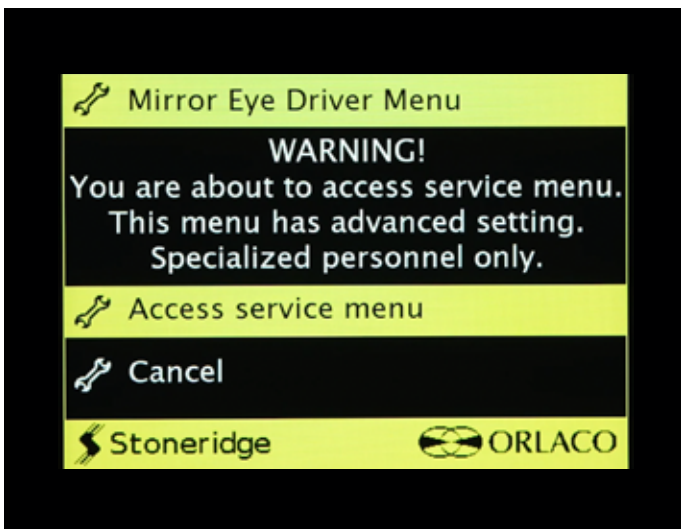 Mirror Eye Driver Menu
WARNING!
You are about to access service menu.
This menu has advanced setting.
Specialized personnel only.
Access service menu
Cancel
Stoneridge
ORLACO